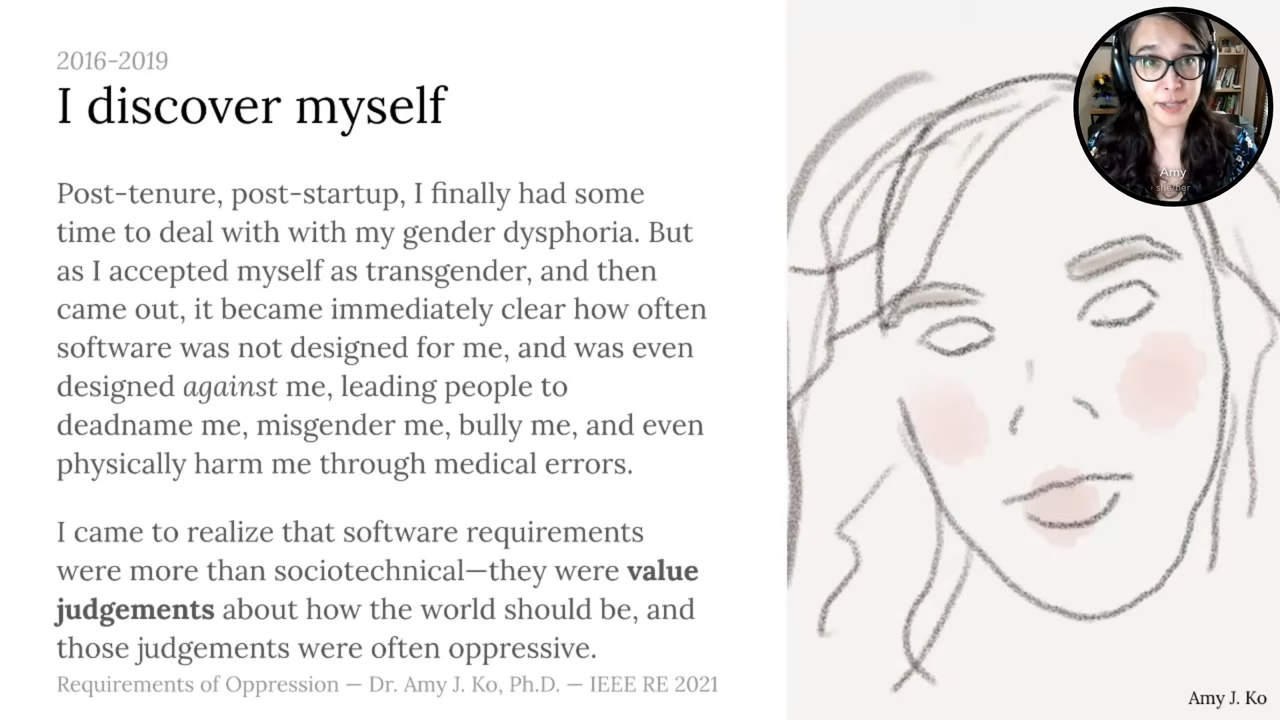 2016-2019
I discover myself
Post-tenure, post-startup, I finally had some
time to deal with with my gender dysphoria. But
as I accepted myself as transgender, and then
came out, it became immediately clear how often
software was not designed for me, and was even
designed against me, leading people to
deadname me, misgender me, bully me, and even
physically harm me through medical errors.
I came to realize that software requirements
were more than sociotechnical—they were value
judgements about how the world should be, and
those judgements were often oppressive.
Requirements of Oppression — Dr. Amy J. Ko, Ph.D. — IEEE RE 2021
Amy
she/her
Amy J. Ko